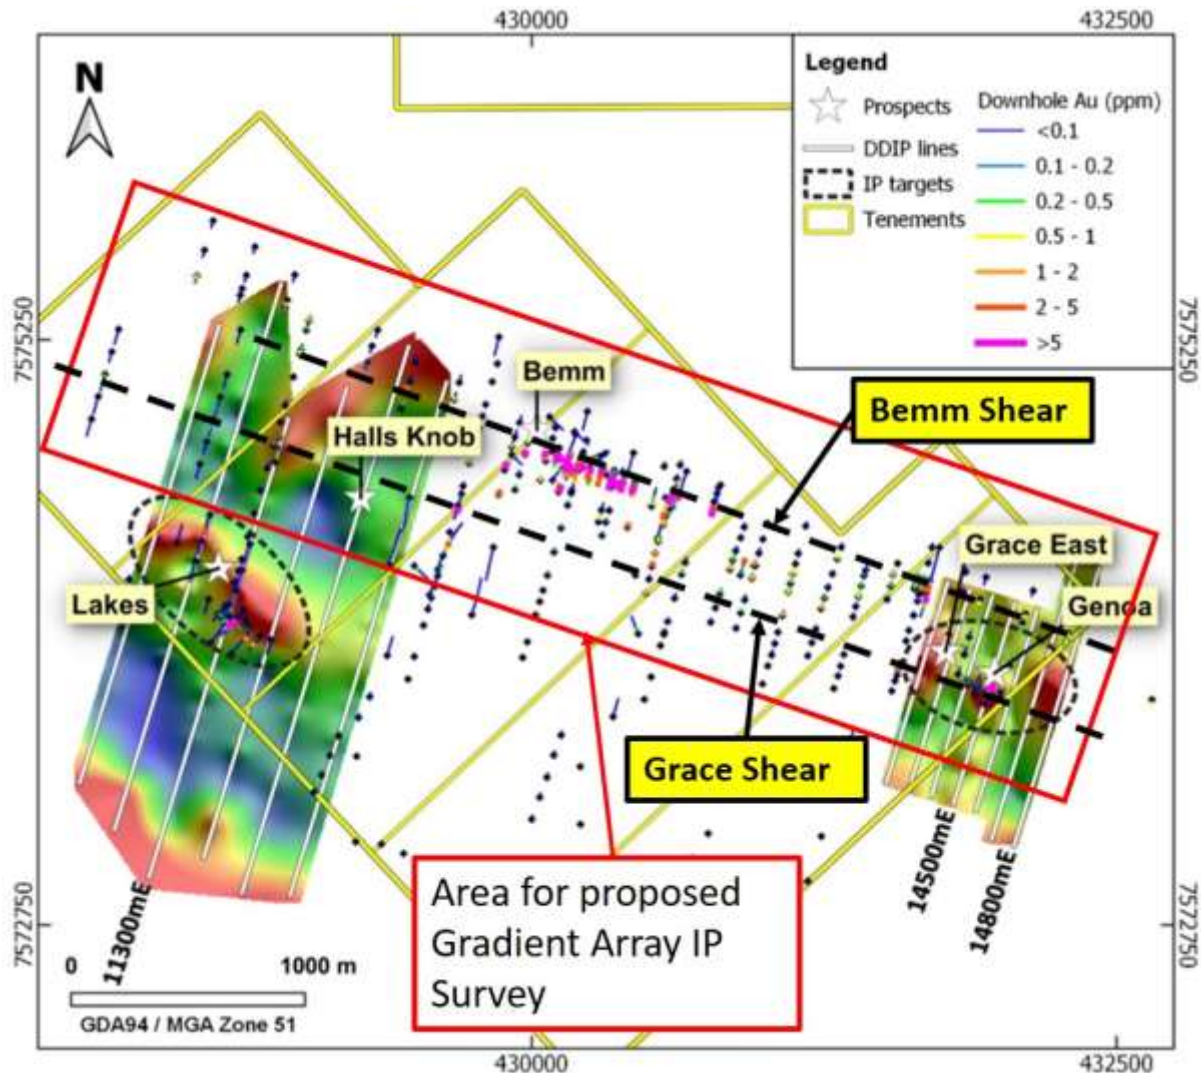 430000
432500
N
Legend
Prospects
DDIP lines
IP targets
Tenements
Downhole Au (ppm)
<0.1
0.1 - 0.2
0.2 - 0.5
0.5 - 1
1 - 2
2 - 5
>5
7575250
7575250
Bemm
Bemm Shear
Halls Knob
Grace East
Genoa
Lakes
Grace Shear
Area for proposed
Gradient Array IP
Survey
11300mE
14500mE
14800mE
7572750
7572750
0 1000 m
GDA94 / MGA Zone 51
430000
432500